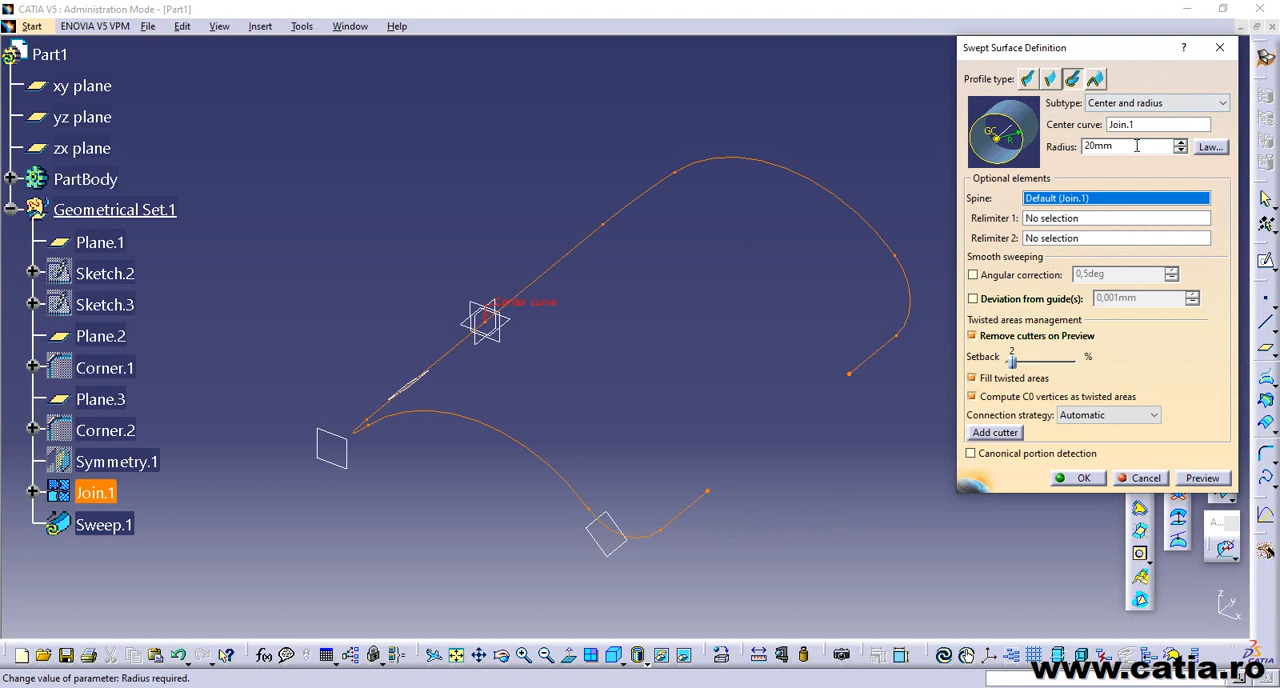 CATIA V5: Administration Mode - [Part1]
Start ENOVIA V5 VPM File Edit View Insert Tools Window Help
Part1
xy plane
yz plane
zx plane
PartBody
Geometrical Set.1
Plane.1
Sketch.2
Sketch.3
Plane.2
Corner.1
Plane.3
Corner.2
Symmetry.1
Join.1
Sweep.1
Center curve
Swept Surface Definition
Profile type:
Subtype: Center and radius
Center curve: Join.1
Radius: 20mm Law...
GC
R
Optional elements
Spine: Default (Join.1)
Relimiter 1: No selection
Relimiter 2: No selection
Smooth sweeping
Angular correction: 0,5deg
Deviation from guide(s): 0,001mm
Twisted areas management
Remove cutters on Preview
Setback 2 %
Fill twisted areas
Compute C0 vertices as twisted areas
Connection strategy: Automatic
Add cutter
Canonical portion detection
OK Cancel Preview
A...
z
y
x
f(x)
CATIA
www.catia.ro
Change value of parameter: Radius required.